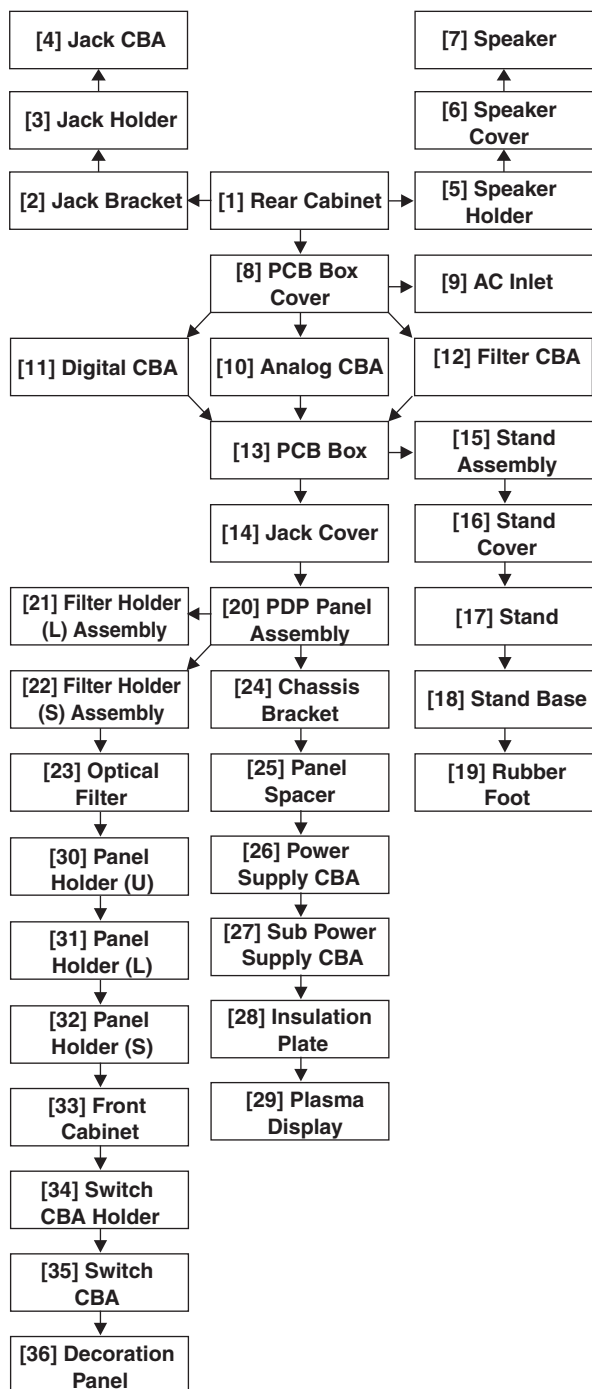 [4] Jack CBA
[7] Speaker
[3] Jack Holder
[6] Speaker
Cover
[2] Jack Bracket
[1] Rear Cabinet
[5] Speaker
Holder
[8] PCB Box
Cover
[9] AC Inlet
[11] Digital CBA
[10] Analog CBA
[12] Filter CBA
[13] PCB Box
[15] Stand
Assembly
[14] Jack Cover
[16] Stand
Cover
[21] Filter Holder
(L) Assembly
[20] PDP Panel
Assembly
[17] Stand
[22] Filter Holder
(S) Assembly
[24] Chassis
Bracket
[18] Stand Base
[23] Optical
Filter
[25] Panel
Spacer
[19] Rubber
Foot
[30] Panel
Holder (U)
[26] Power
Supply CBA
[31] Panel
Holder (L)
[27] Sub Power
Supply CBA
[32] Panel
Holder (S)
[28] Insulation
Plate
[33] Front
Cabinet
[29] Plasma
Display
[34] Switch
CBA Holder
[35] Switch
CBA
[36] Decoration
Panel